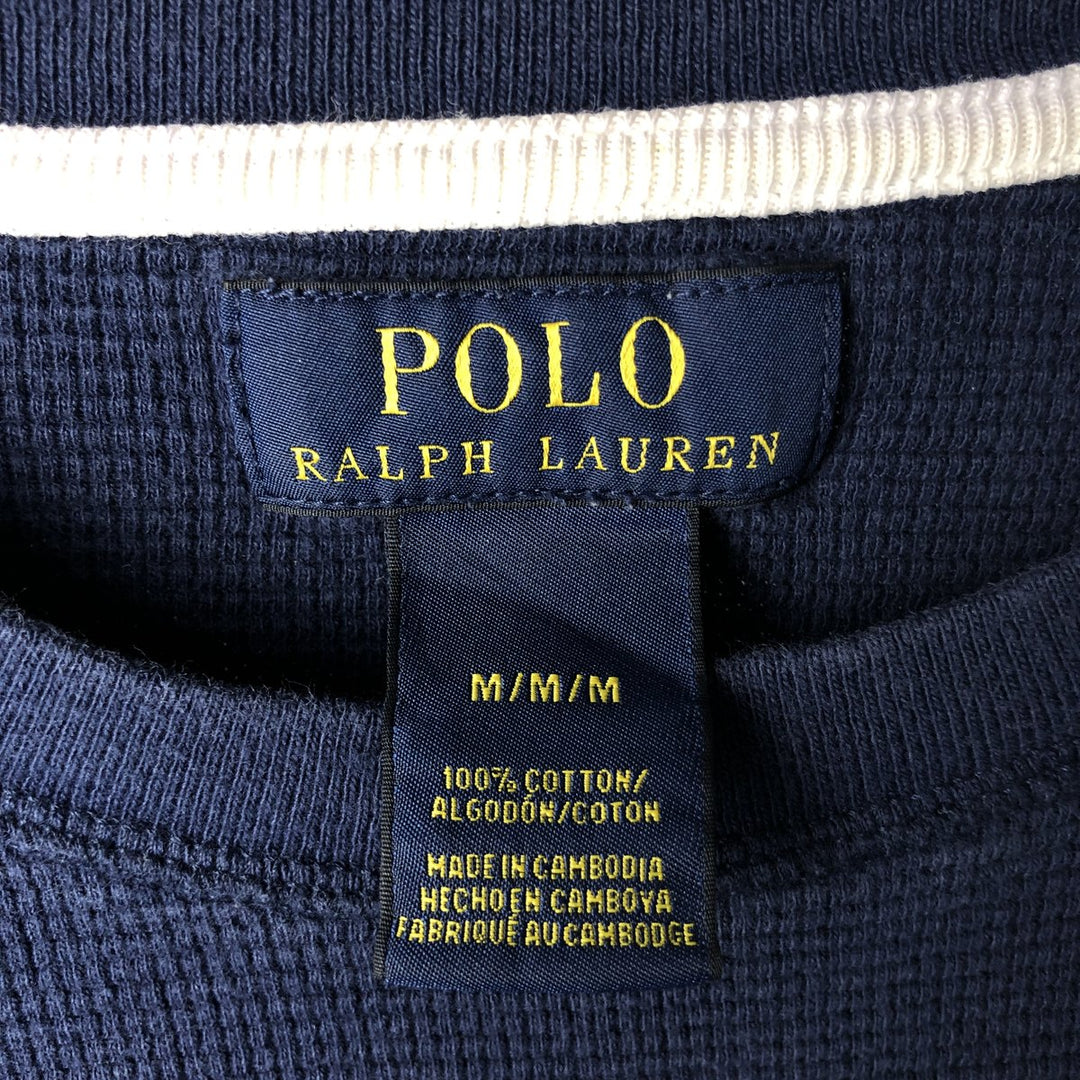 POLO
RALPH LAUREN
M/M/M
100% COTTON/
ALGODÓN/COTON
MADE IN CAMBODIA
HECHO EN CAMBOYA
FABRIQUÉ AU CAMBODGE